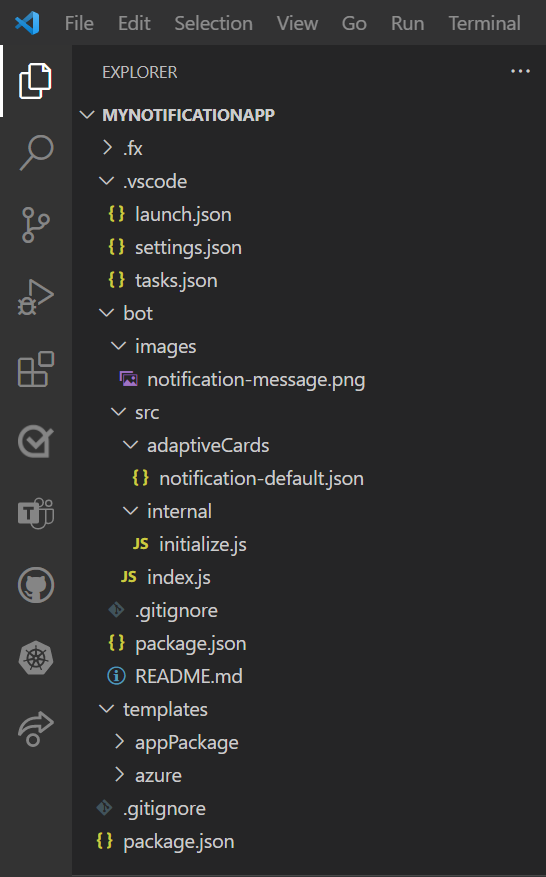 File Edit Selection View Go Run Terminal
EXPLORER
MYNOTIFICATIONAPP
.fx
.vscode
{} launch.json
{} settings.json
{} tasks.json
bot
images
notification-message.png
src
adaptiveCards
{} notification-default.json
internal
JS initialize.js
JS index.js
.gitignore
{} package.json
README.md
templates
appPackage
azure
.gitignore
{} package.json